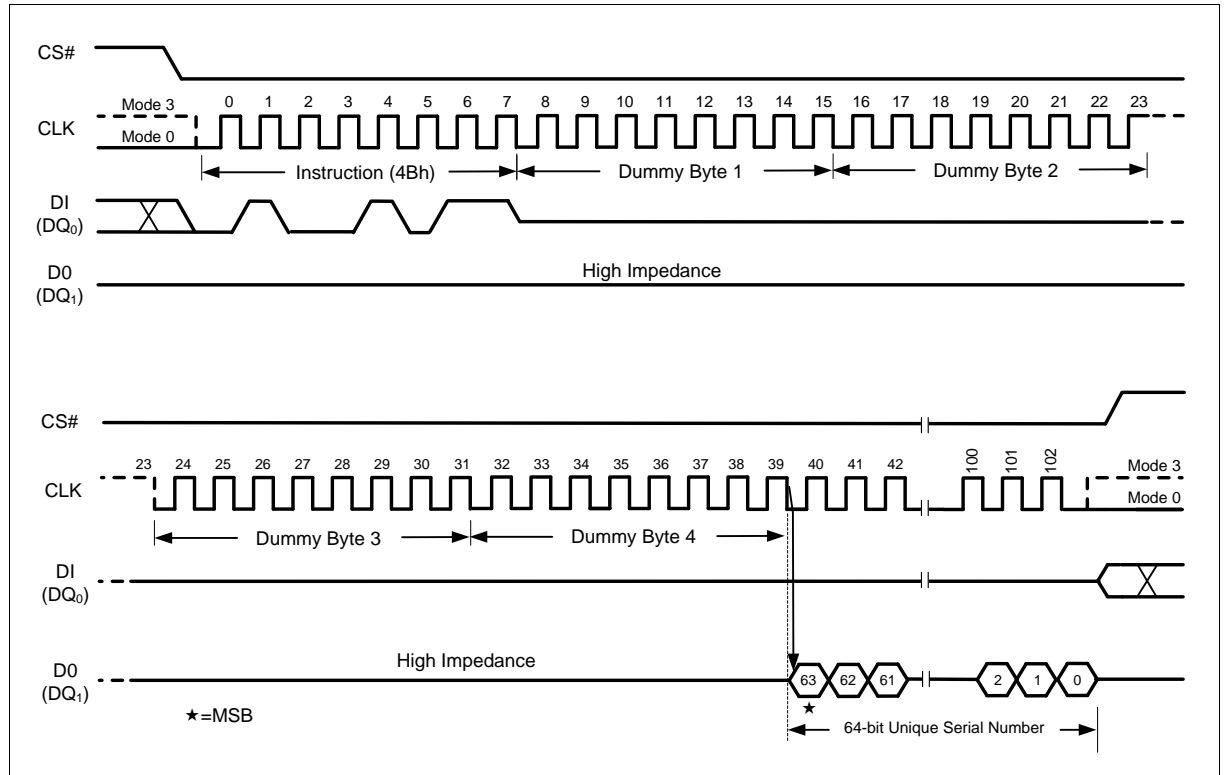 CS#
Mode 3 0 1 2 3 4 5 6 7 8 9 10 11 12 13 14 15 16 17 18 19 20 21 22 23
CLK
Mode 0
Instruction (4Bh) Dummy Byte 1 Dummy Byte 2
DI
(DQ0)
D0 High Impedance
(DQ1)
CS#
23 24 25 26 27 28 29 30 31 32 33 34 35 36 37 38 39 40 41 42 100 101 102 Mode 3
CLK Mode 0
Dummy Byte 3 Dummy Byte 4
DI
(DQ0)
D0 High Impedance 63 62 61 2 1 0
(DQ1)
★=MSB ★ 64-bit Unique Serial Number